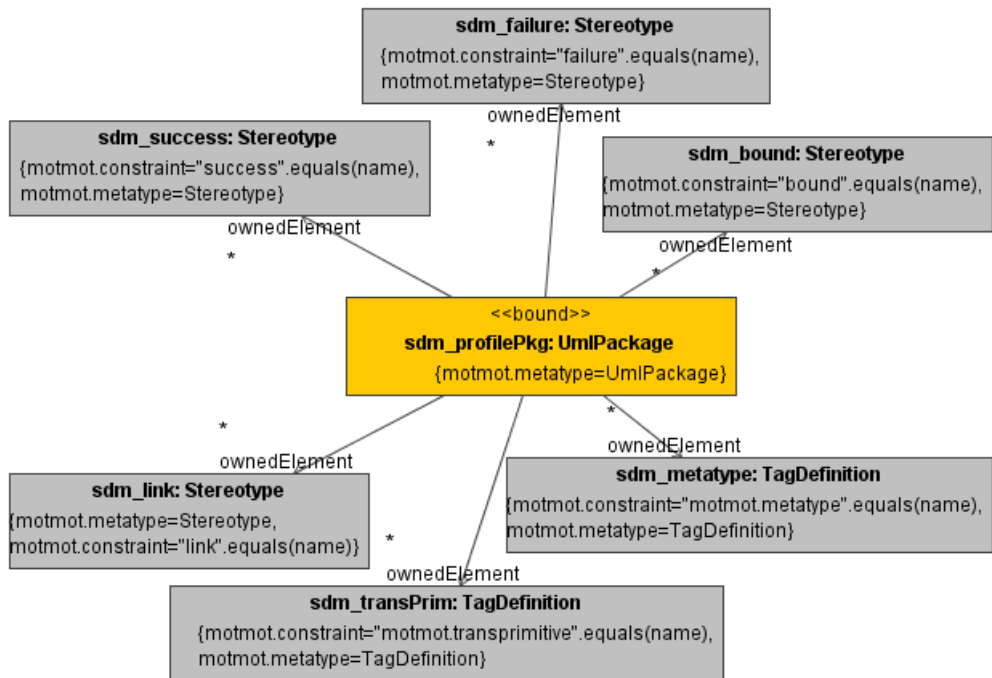 sdm_failure: Stereotype
{motmot.constraint="failure".equals(name),
motmot.metatype=Stereotype}
ownedElement
*
sdm_success: Stereotype
{motmot.constraint="success".equals(name),
motmot.metatype=Stereotype}
ownedElement
*
sdm_bound: Stereotype
{motmot.constraint="bound".equals(name),
motmot.metatype=Stereotype}
ownedElement
*
<<bound>>
sdm_profilePkg: UmlPackage
{motmot.metatype=UmlPackage}
*
ownedElement
sdm_link: Stereotype
{motmot.metatype=Stereotype,
motmot.constraint="link".equals(name)}
*
ownedElement
sdm_metatype: TagDefinition
{motmot.constraint="motmot.metatype".equals(name),
motmot.metatype=TagDefinition}
*
ownedElement
sdm_transPrim: TagDefinition
{motmot.constraint="motmot.transprimitive".equals(name),
motmot.metatype=TagDefinition}